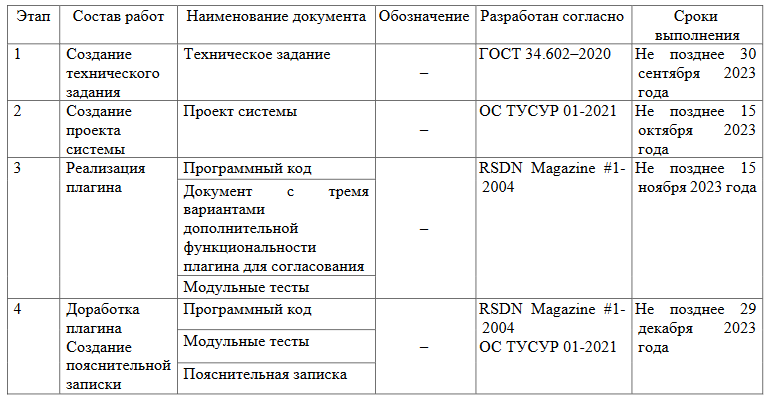 Этап Состав работ Наименование документа Обозначение Разработан согласно Сроки
выполнения
1 Создание
технического
задания
Техническое задание
–
ГОСТ 34.602–2020
Не позднее 30
сентября 2023
года
2 Создание
проекта
системы
Проект системы
–
ОС ТУСУР 01-2021
Не позднее 15
октября 2023
года
3 Реализация
плагина
Программный код
Документ с тремя
вариантами
дополнительной
функциональности
плагина для согласования
Модульные тесты
–
RSDN Magazine #1-
2004
Не позднее 15
ноября 2023 года
4 Доработка
плагина
Создание
пояснительной
записки
Программный код
Модульные тесты
Пояснительная записка
–
RSDN Magazine #1-
2004
ОС ТУСУР 01-2021
Не позднее 29
декабря 2023
года